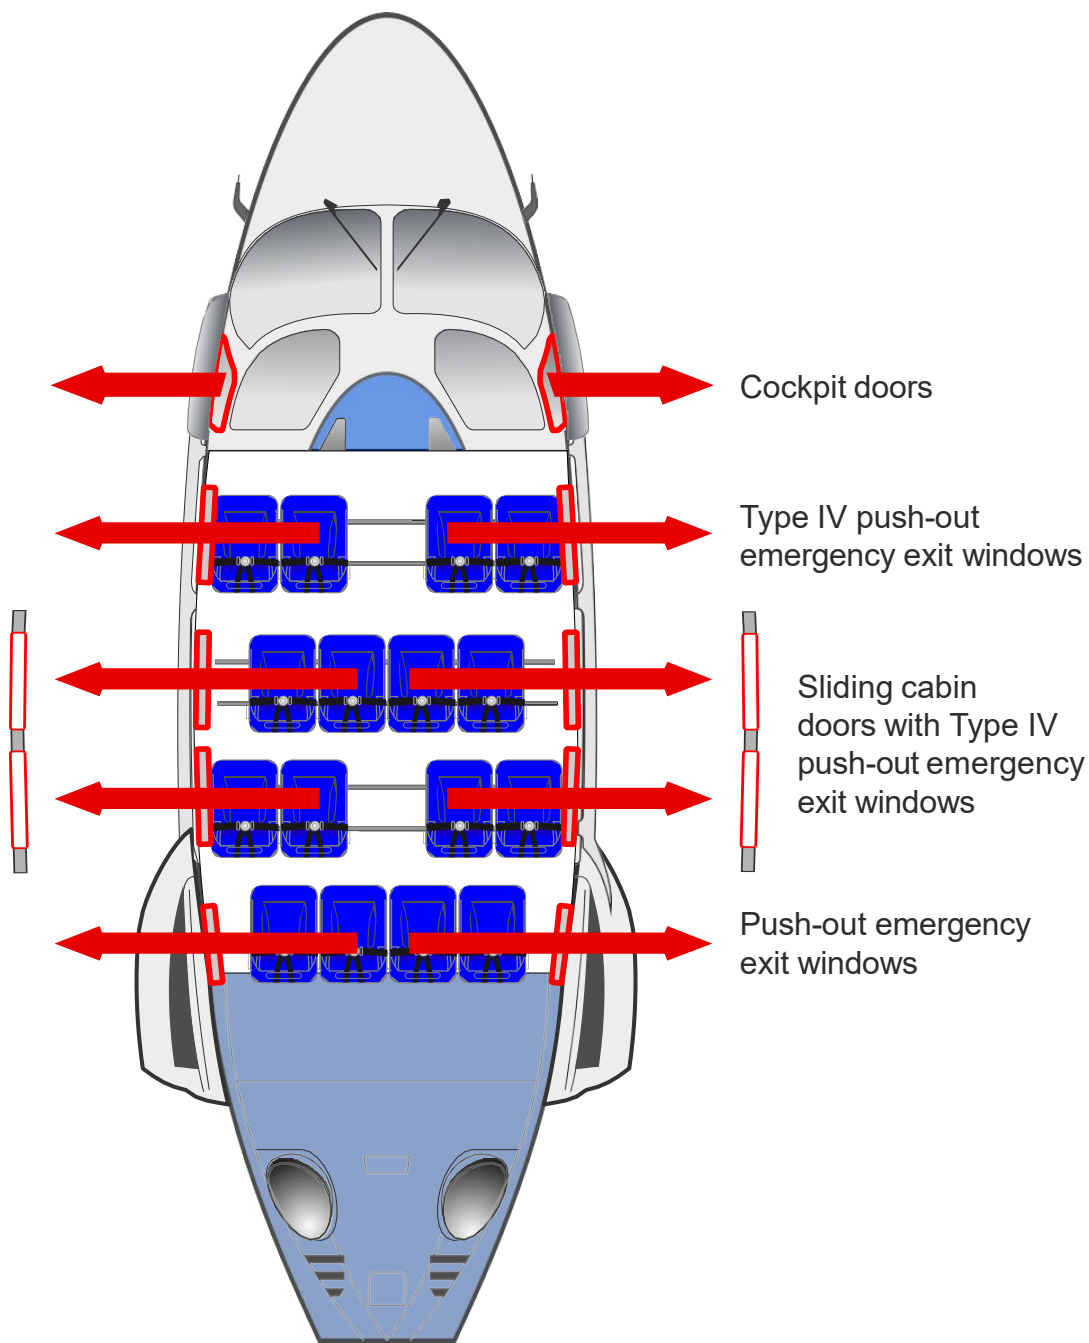 Cockpit doors
Type IV push-out
emergency exit windows
Sliding cabin
doors with Type IV
push-out emergency
exit windows
Push-out emergency
exit windows